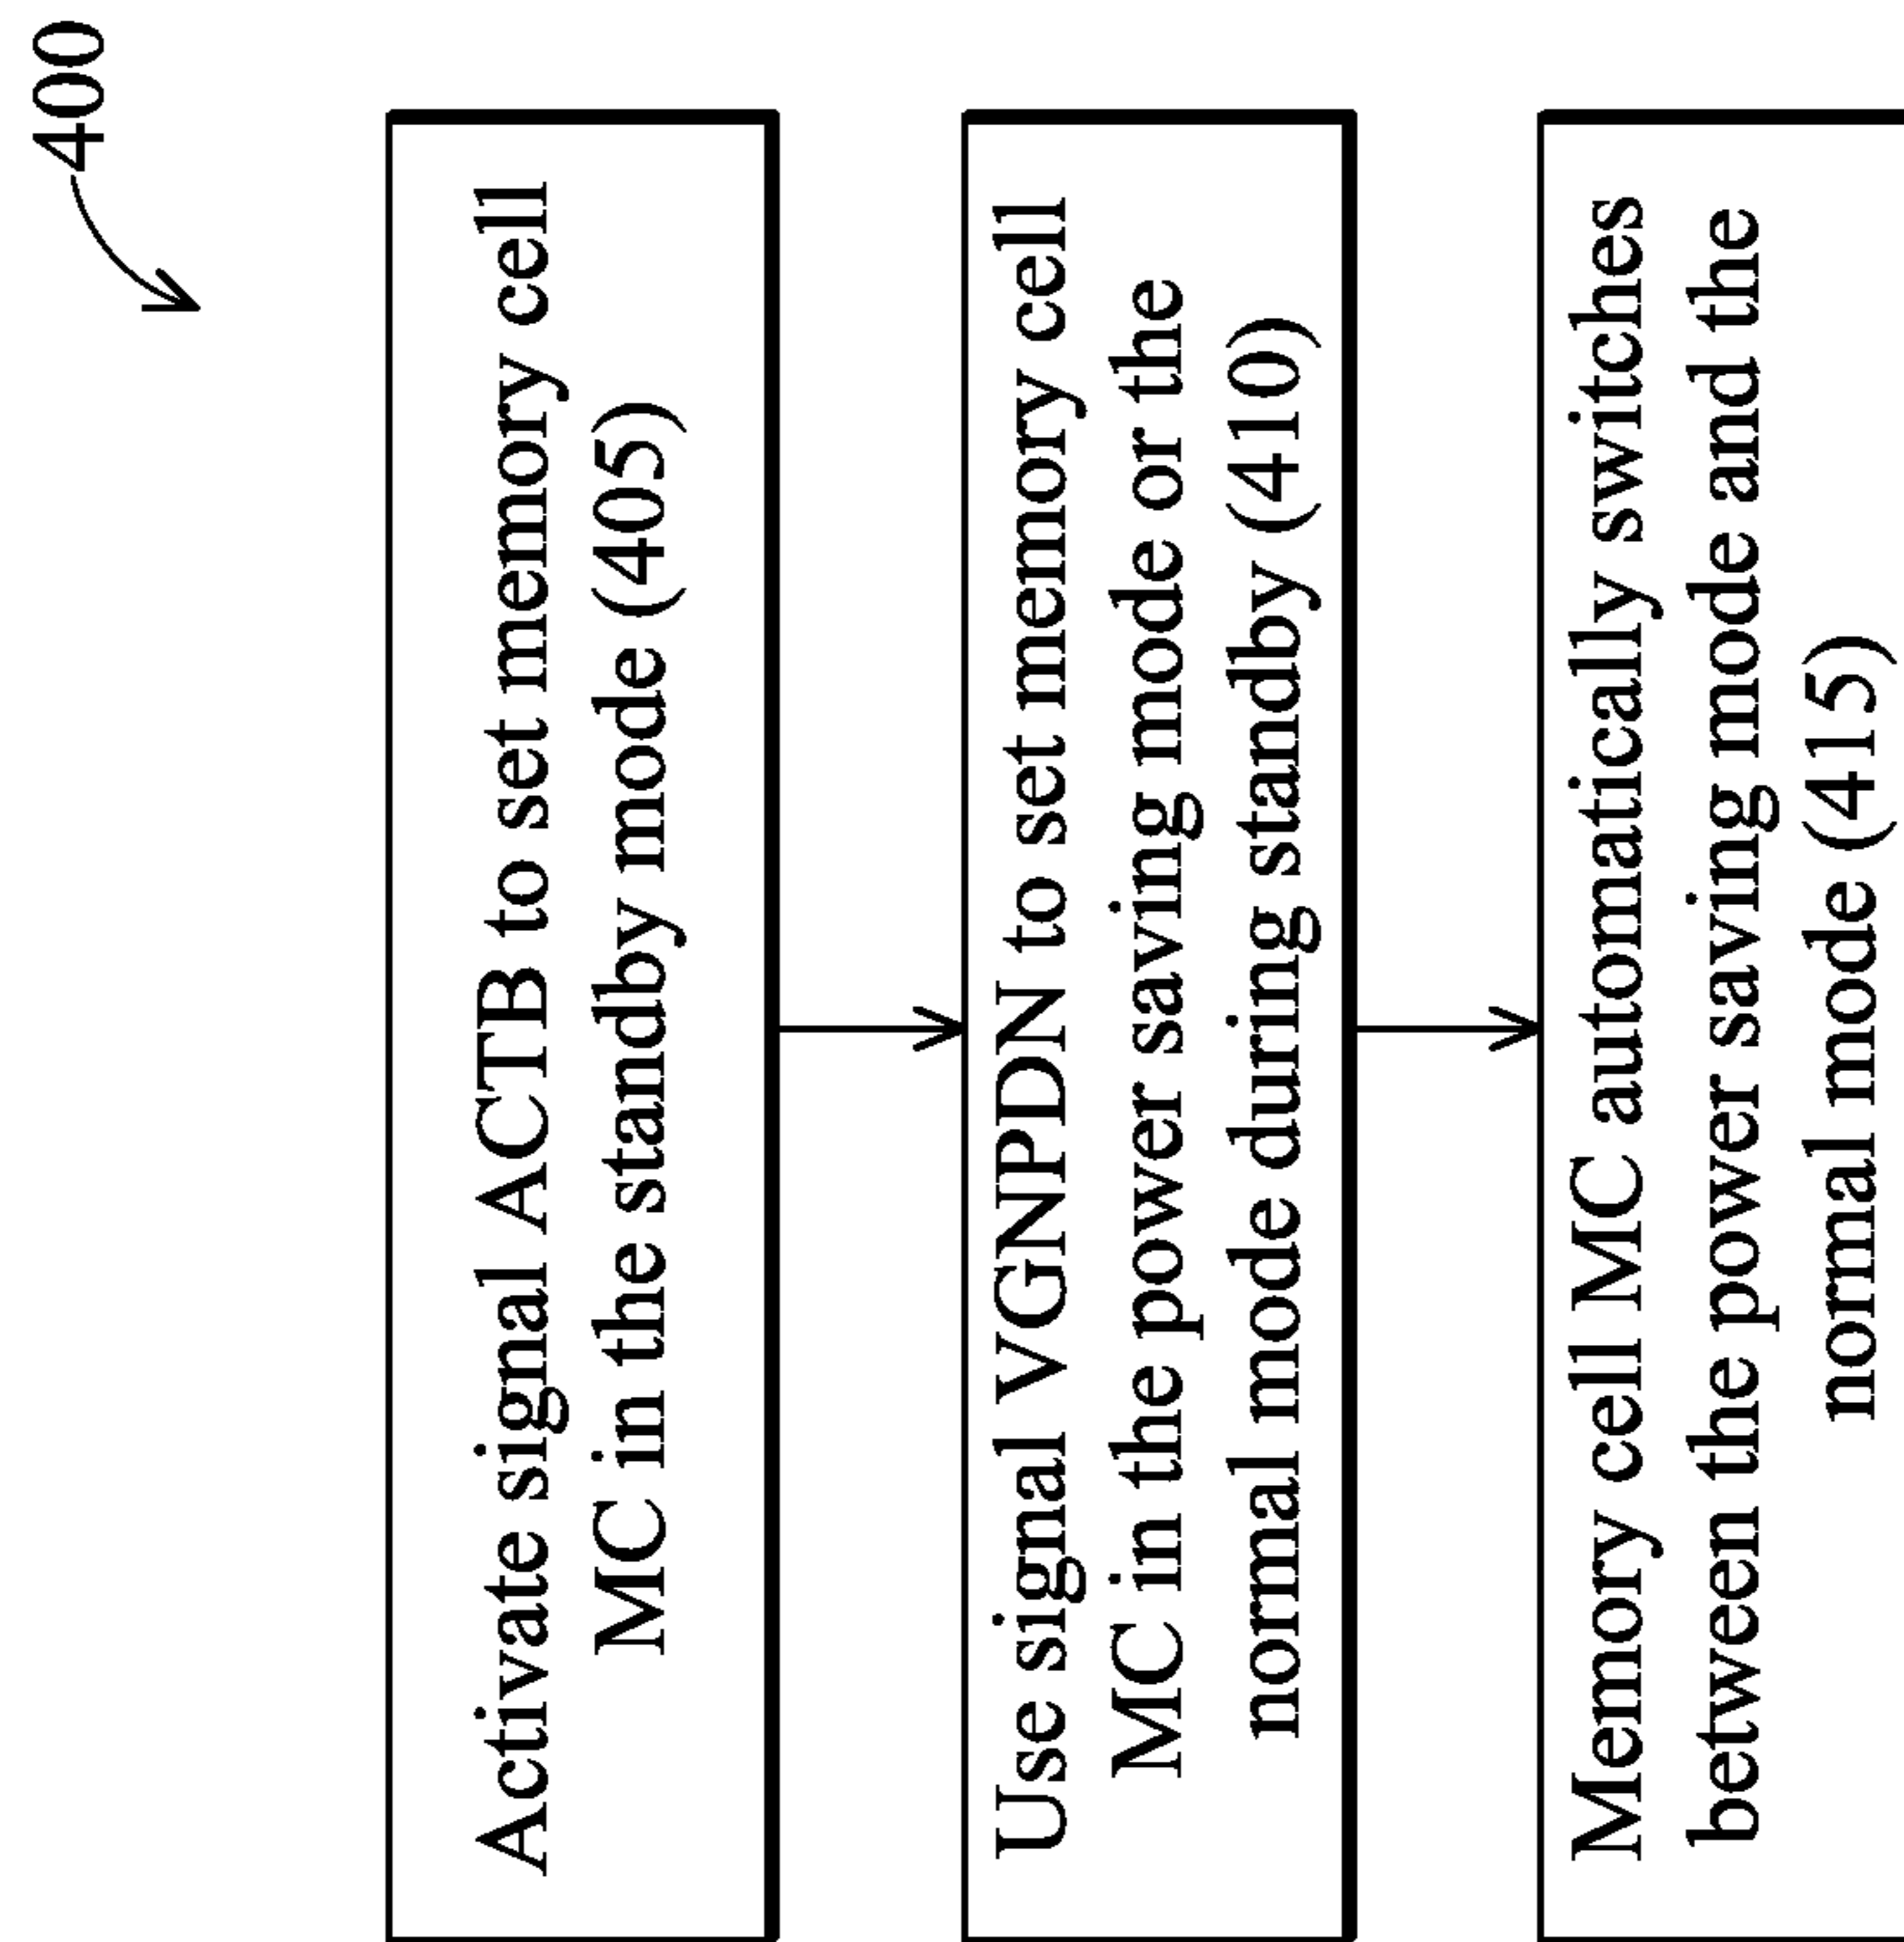 400
Activate signal ACTB to set memory cell
MC in the standby mode (405)
Use signal VGNPDN to set memory cell
MC in the power saving mode or the
normal mode during standby (410)
Memory cell MC automatically switches
between the power saving mode and the
normal mode (415)